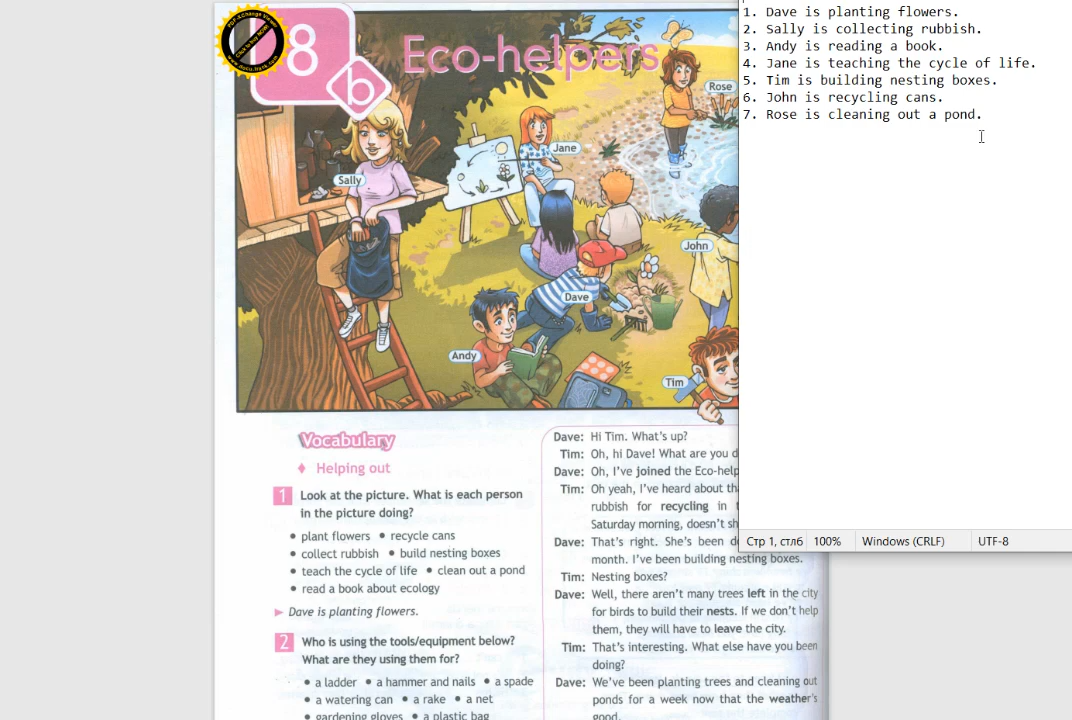 PDF-XChange Viewer
Click to buy NOW!
www.docu-track.com
8
b
Eco-helpers
Rose
Jane
Sally
John
Dave
Andy
Tim
Vocabulary
♦ Helping out
1 Look at the picture. What is each person
in the picture doing?
• plant flowers • recycle cans
• collect rubbish • build nesting boxes
• teach the cycle of life • clean out a pond
• read a book about ecology
► Dave is planting flowers.
2 Who is using the tools/equipment below?
What are they using them for?
• a ladder • a hammer and nails • a spade
• a watering can • a rake • a net
• gardening gloves • a plastic bag
Dave: Hi Tim. What's up?
Tim: Oh, hi Dave! What are you d
Dave: Oh, I've joined the Eco-help
Tim: Oh yeah, I've heard about th
rubbish for recycling in t
Saturday morning, doesn't sh
Dave: That's right. She's been d
month. I've been building nesting boxes.
Tim: Nesting boxes?
Dave: Well, there aren't many trees left in the city
for birds to build their nests. If we don't help
them, they will have to leave the city.
Tim: That's interesting. What else have you been
doing?
Dave: We've been planting trees and cleaning out
ponds for a week now that the weather's
good.
1. Dave is planting flowers.
2. Sally is collecting rubbish.
3. Andy is reading a book.
4. Jane is teaching the cycle of life.
5. Tim is building nesting boxes.
6. John is recycling cans.
7. Rose is cleaning out a pond.
Стр 1, стлб 100% Windows (CRLF) UTF-8